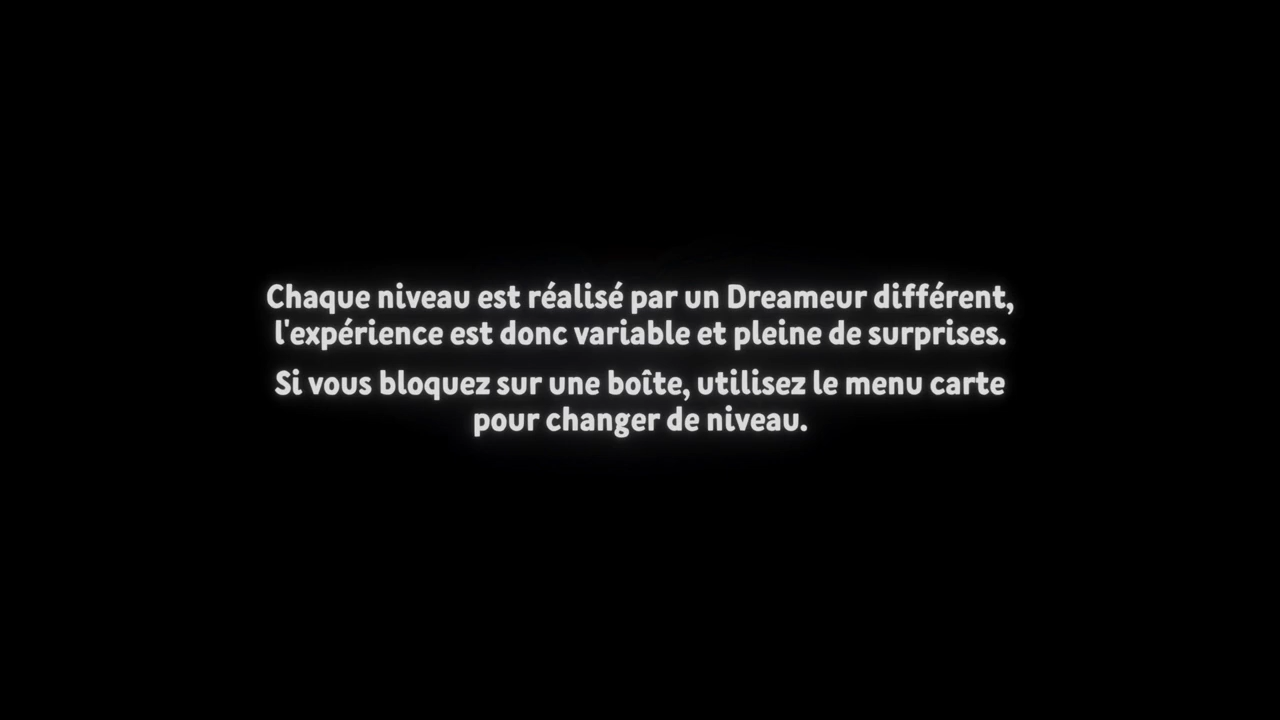 Chaque niveau est réalisé par un Dreameur différent,
l'expérience est donc variable et pleine de surprises.
Si vous bloquez sur une boîte, utilisez le menu carte
pour changer de niveau.